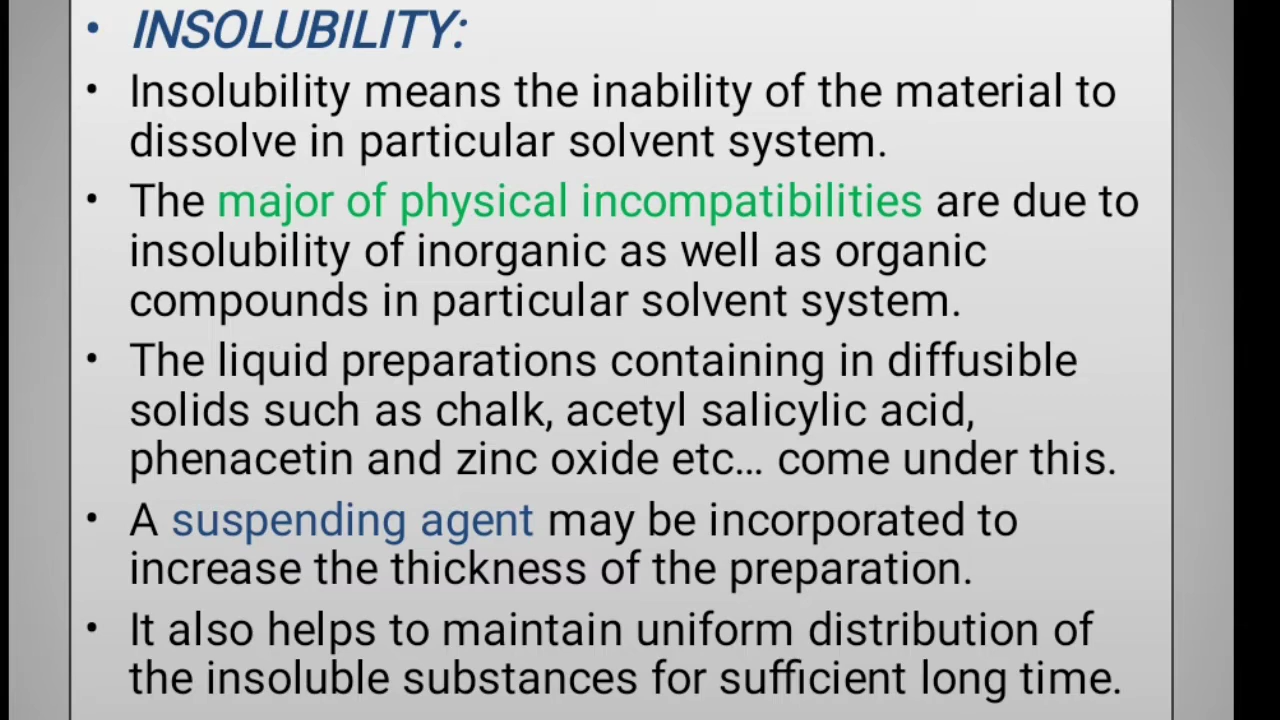 • INSOLUBILITY:
• Insolubility means the inability of the material to
dissolve in particular solvent system.
• The major of physical incompatibilities are due to
insolubility of inorganic as well as organic
compounds in particular solvent system.
• The liquid preparations containing in diffusible
solids such as chalk, acetyl salicylic acid,
phenacetin and zinc oxide etc... come under this.
• A suspending agent may be incorporated to
increase the thickness of the preparation.
• It also helps to maintain uniform distribution of
the insoluble substances for sufficient long time.